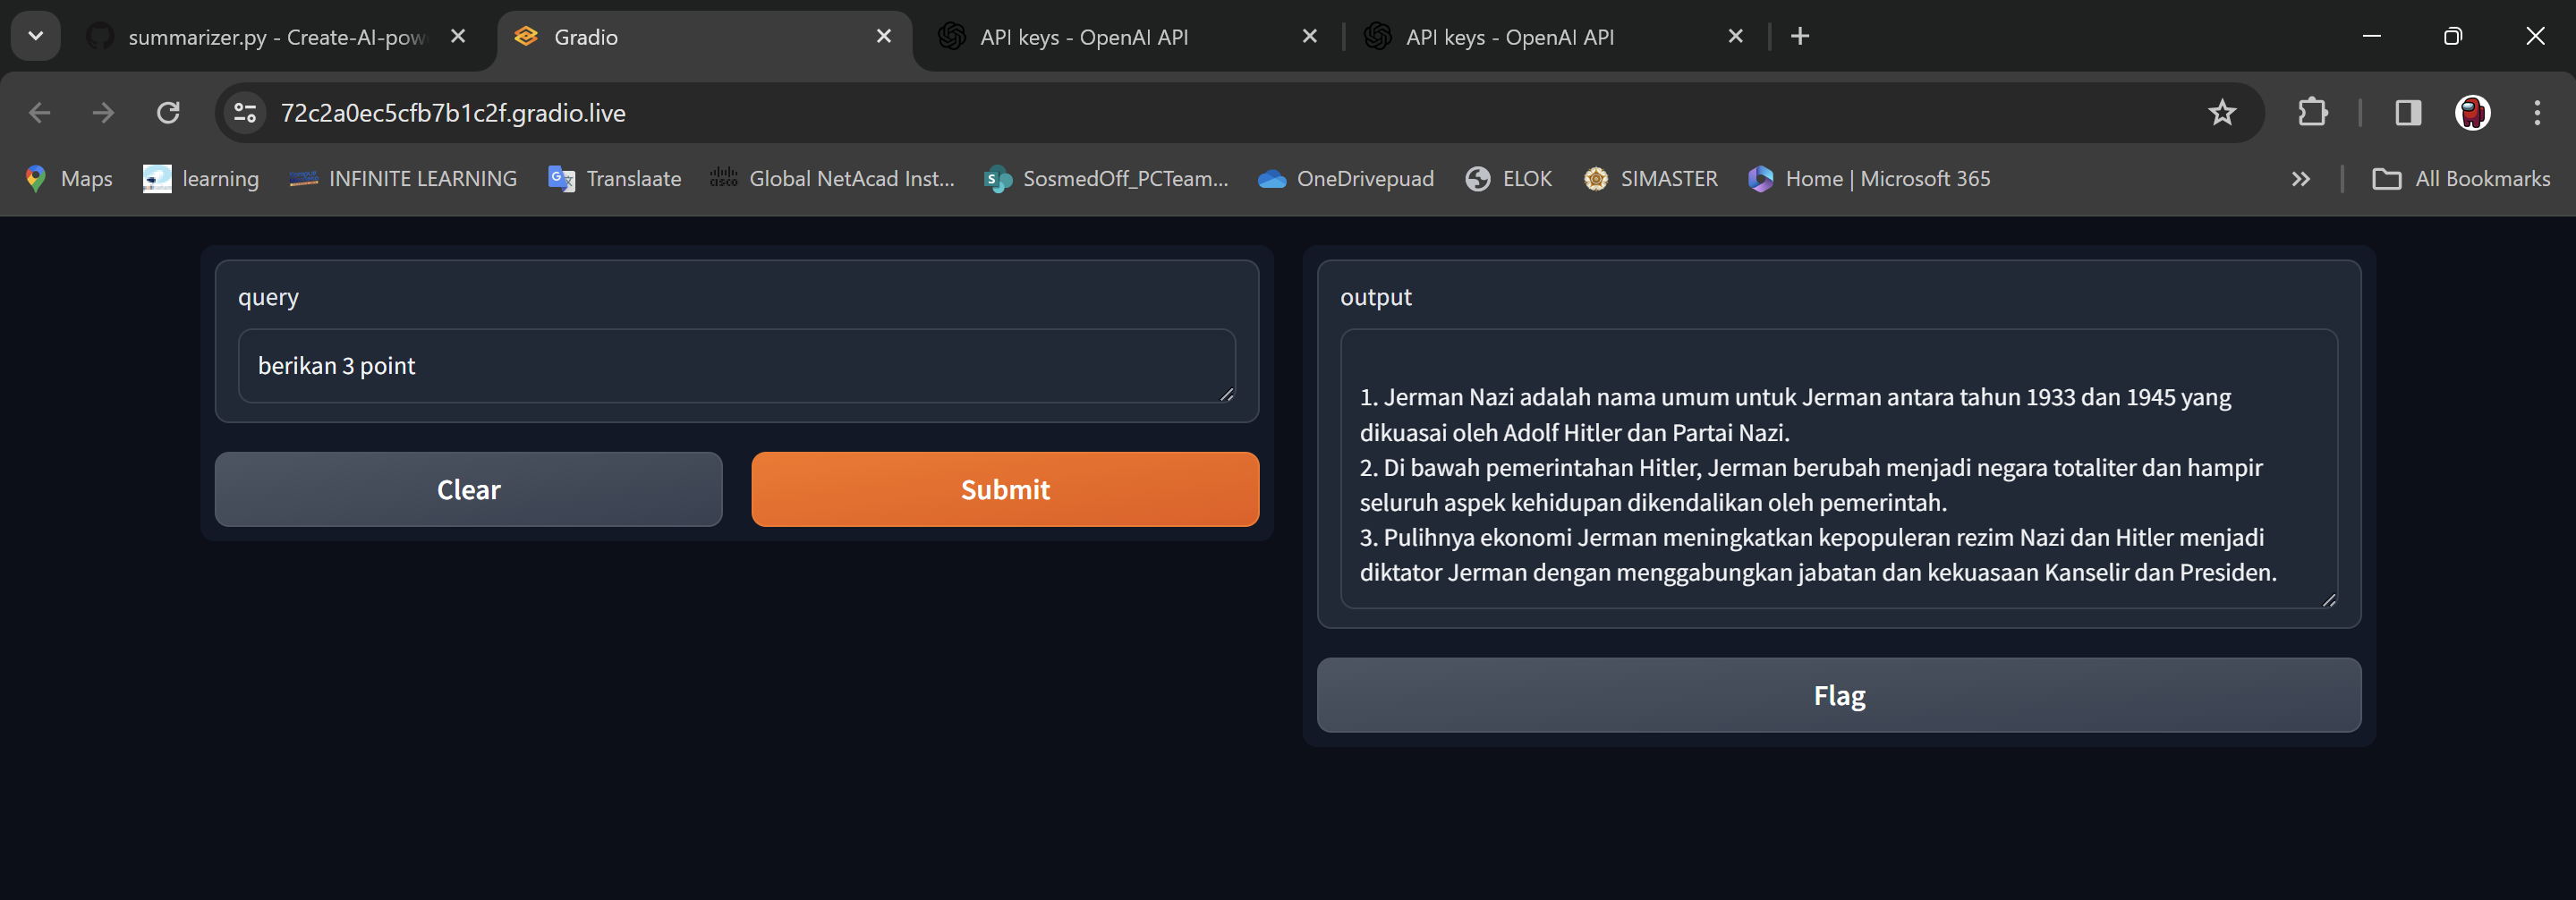 summarizer.py - Create-AI-pow
Gradio
API keys - OpenAI API
API keys - OpenAI API
72c2a0ec5cfb7b1c2f.gradio.live
Maps
learning
INFINITE LEARNING
Translaate
Global NetAcad Inst...
SosmedOff_PCTeam...
OneDrivepuad
ELOK
SIMASTER
Home | Microsoft 365
All Bookmarks
query
berikan 3 point
Clear
Submit
output
1. Jerman Nazi adalah nama umum untuk Jerman antara tahun 1933 dan 1945 yang
dikuasai oleh Adolf Hitler dan Partai Nazi.
2. Di bawah pemerintahan Hitler, Jerman berubah menjadi negara totaliter dan hampir
seluruh aspek kehidupan dikendalikan oleh pemerintah.
3. Pulihnya ekonomi Jerman meningkatkan kepopuleran rezim Nazi dan Hitler menjadi
diktator Jerman dengan menggabungkan jabatan dan kekuasaan Kanselir dan Presiden.
Flag